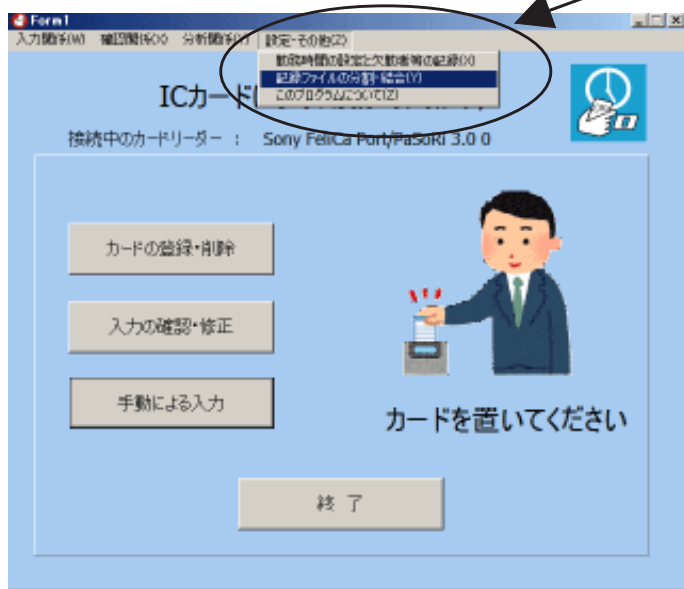 Form1
入力関係(W) 確認関係(X) 分析関係(Y) 設定・その他(Z)
勤務時間の設定と欠勤者等の記録(X)
記録ファイルの分割・結合(Y)
このプログラムについて(Z)
ICカード
接続中のカードリーダー : Sony FeliCa Port/PaSoRi 3.0 0
カードの登録・削除
入力の確認・修正
手動による入力
カードを置いてください
終 了